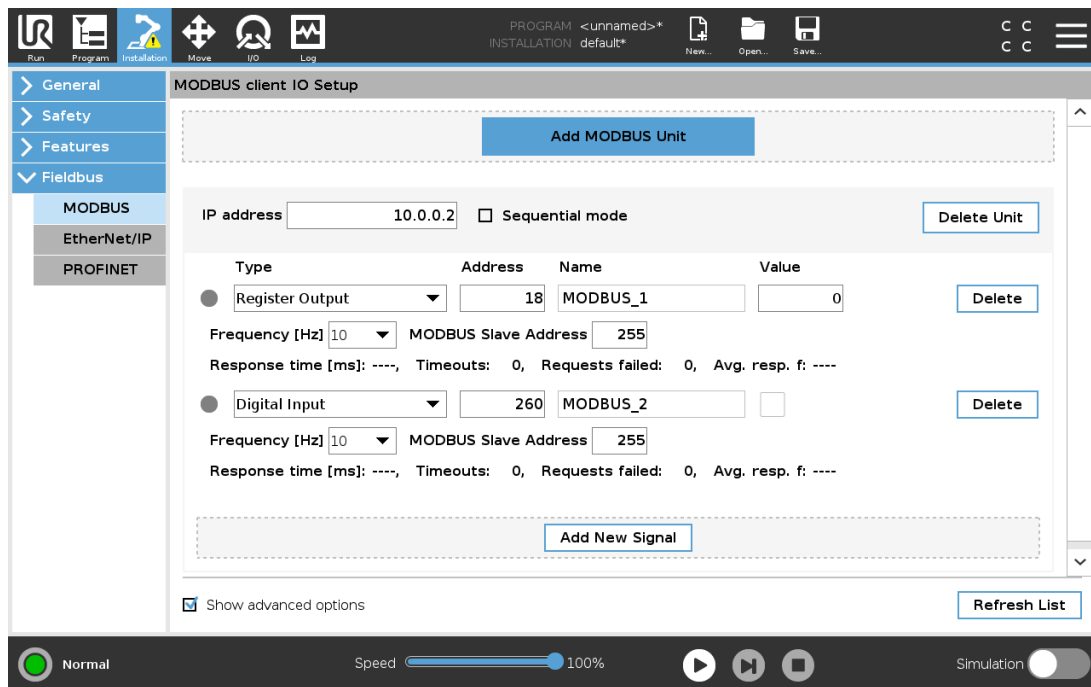 PROGRAM <unnamed>*
INSTALLATION default*
UR
Run Program Installation Move I/O Log New... Open... Save... C C C C
General
Safety
Features
Fieldbus
MODBUS
EtherNet/IP
PROFINET
MODBUS client IO Setup
Add MODBUS Unit
IP address 10.0.0.2 Sequential mode Delete Unit
Type Address Name Value
Register Output 18 MODBUS_1 0 Delete
Frequency [Hz] 10 MODBUS Slave Address 255
Response time [ms]: ----, Timeouts: 0, Requests failed: 0, Avg. resp. f: ----
Digital Input 260 MODBUS_2 Delete
Frequency [Hz] 10 MODBUS Slave Address 255
Response time [ms]: ----, Timeouts: 0, Requests failed: 0, Avg. resp. f: ----
Add New Signal
Show advanced options Refresh List
Normal Speed 100% Simulation